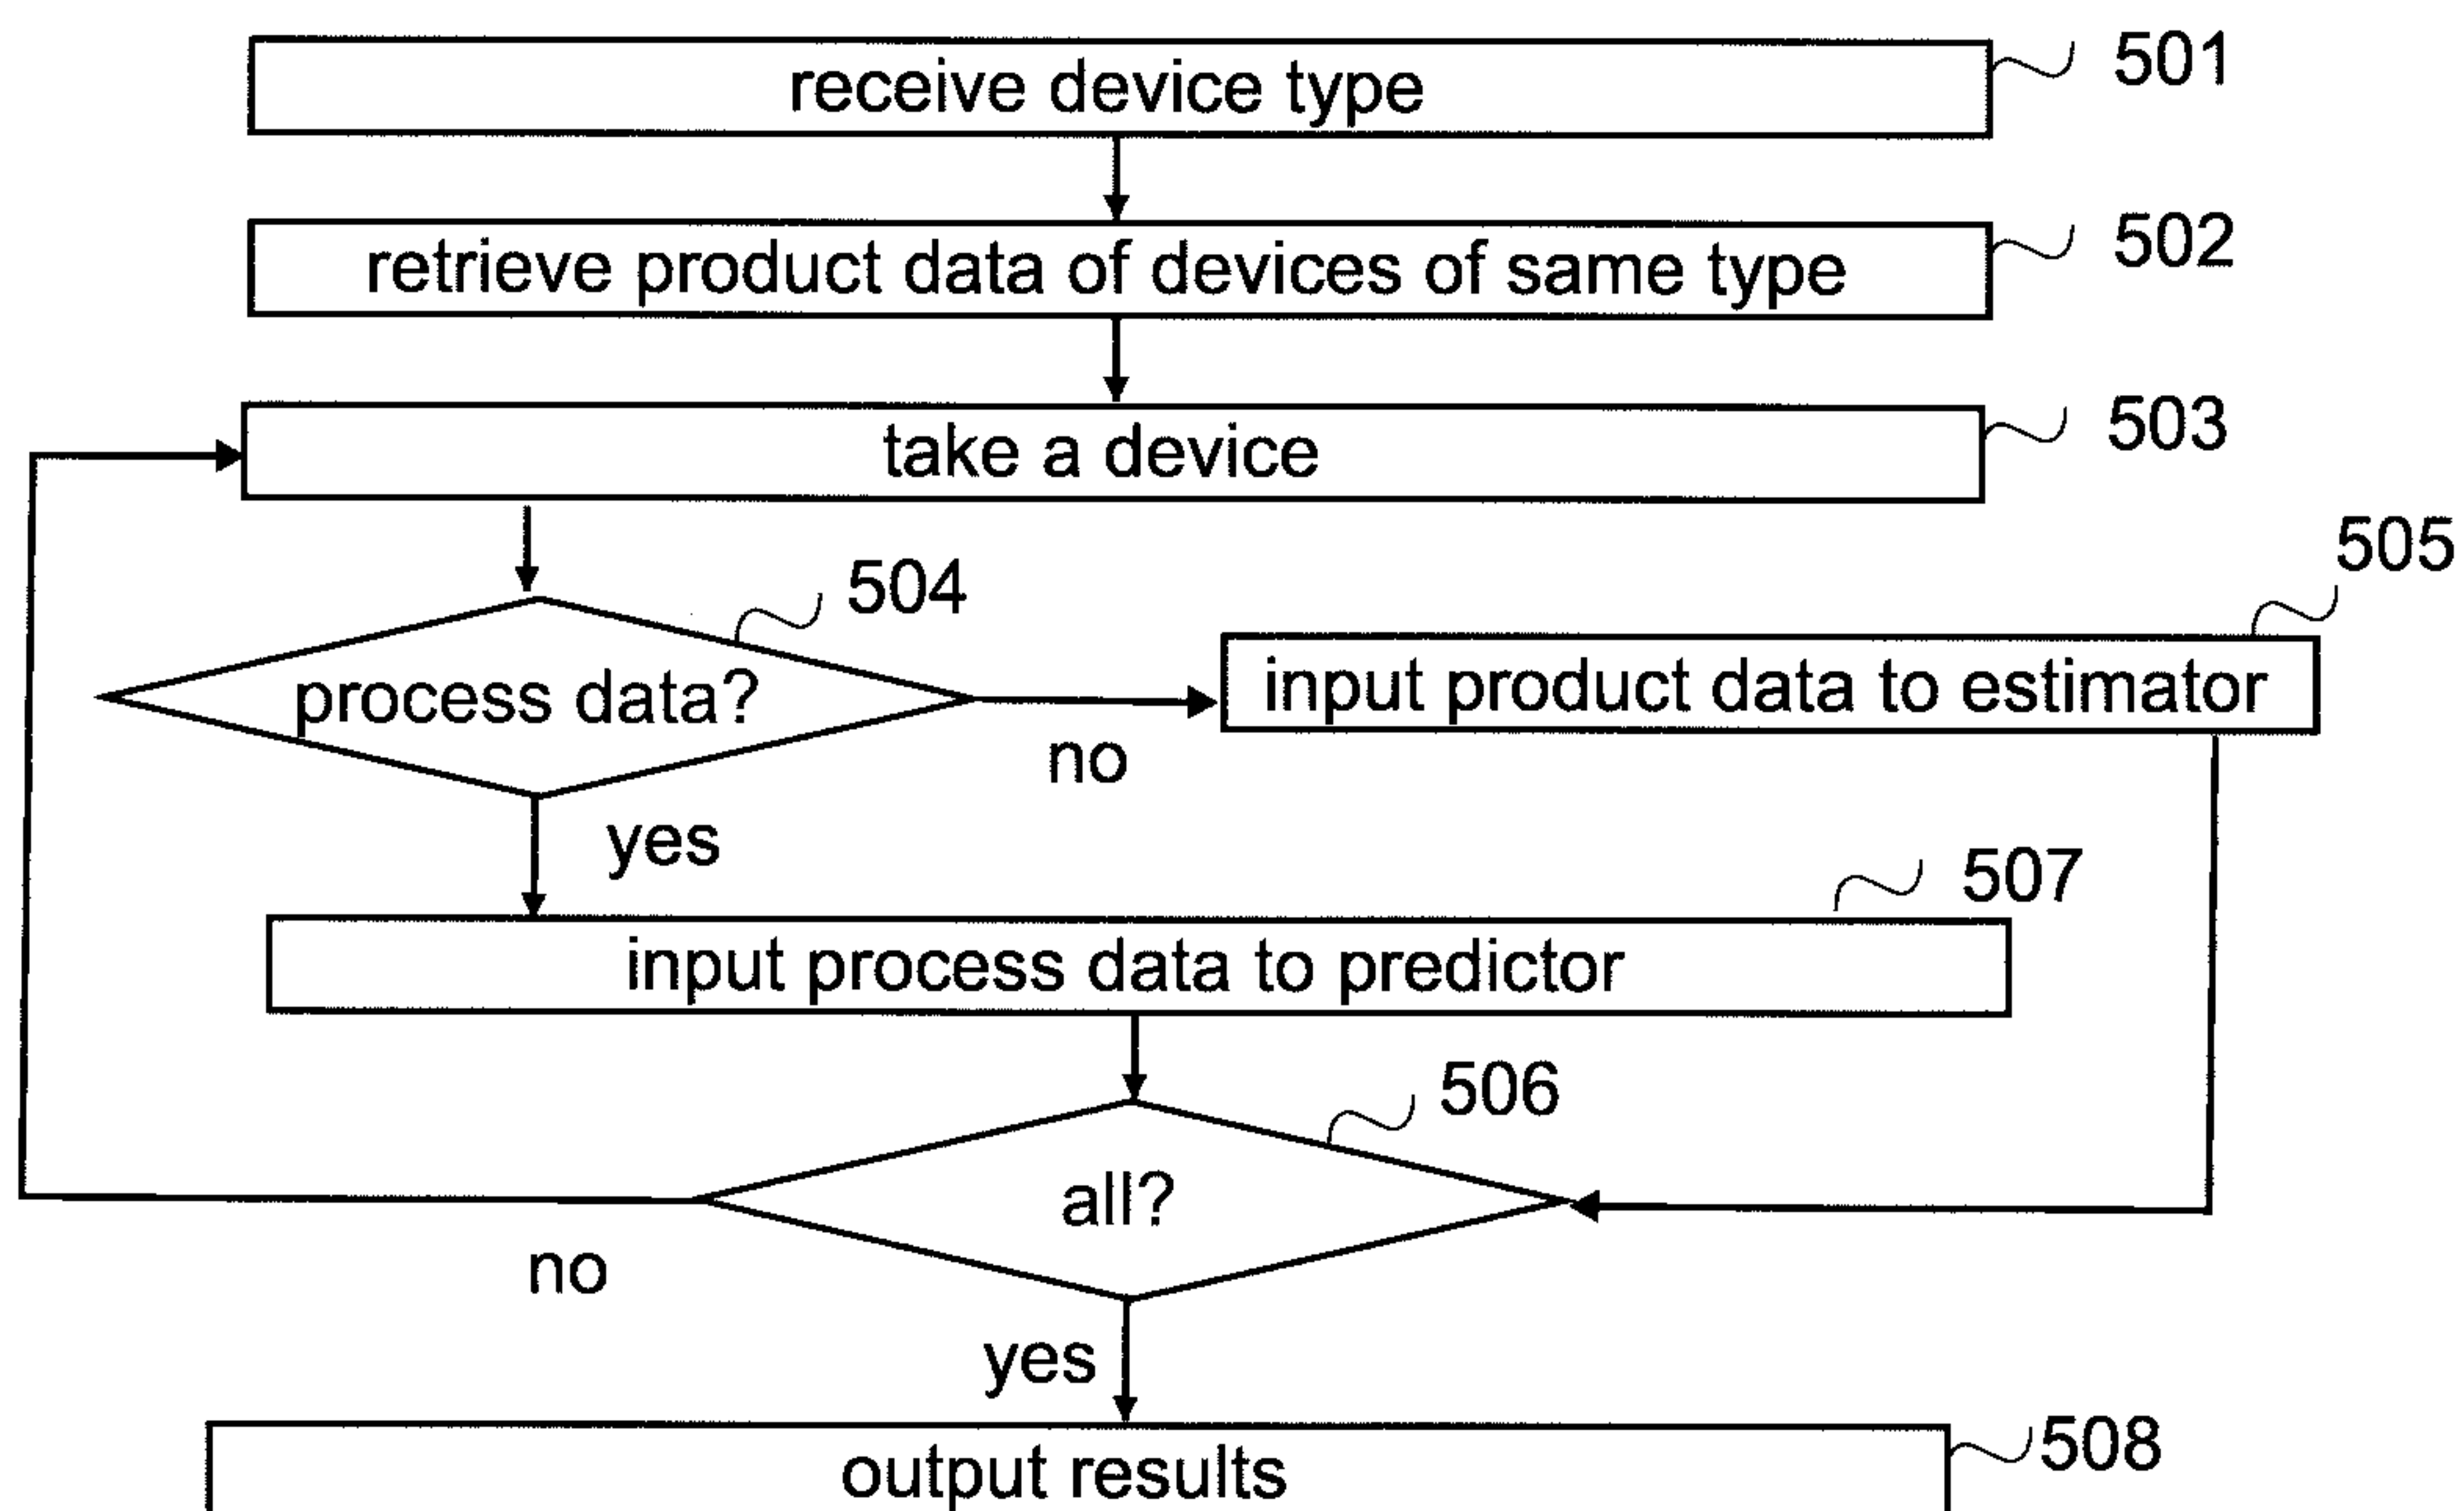 receive device type
501
retrieve product data of devices of same type
502
take a device
503
504
505
process data?
input product data to estimator
no
yes
507
input process data to predictor
506
all?
no
yes
output results
508